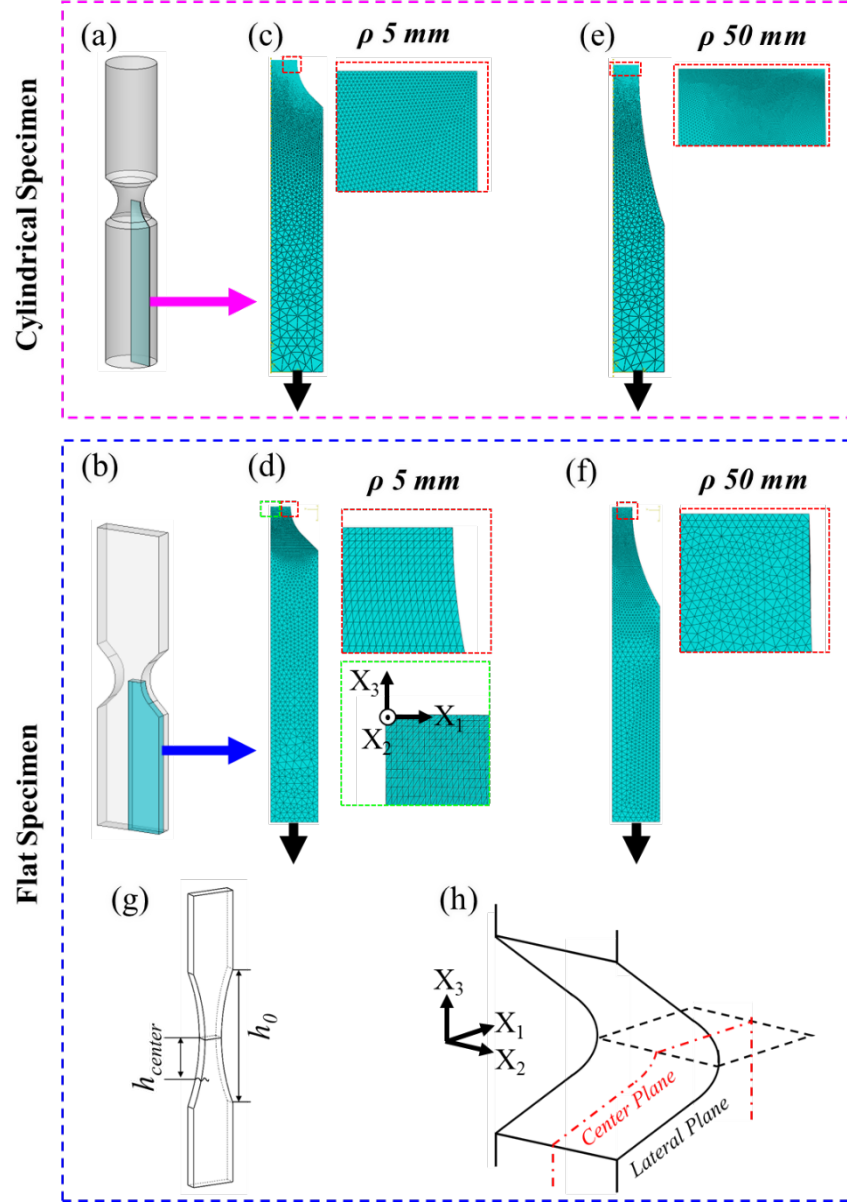 Cylindrical Specimen
(a)
(c)
ρ 5 mm
(e)
ρ 50 mm
Flat Specimen
(b)
(d)
ρ 5 mm
(f)
ρ 50 mm
X3
X1
X2
(g)
h0
hcenter
(h)
X3
X1
X2
Center Plane
Lateral Plane